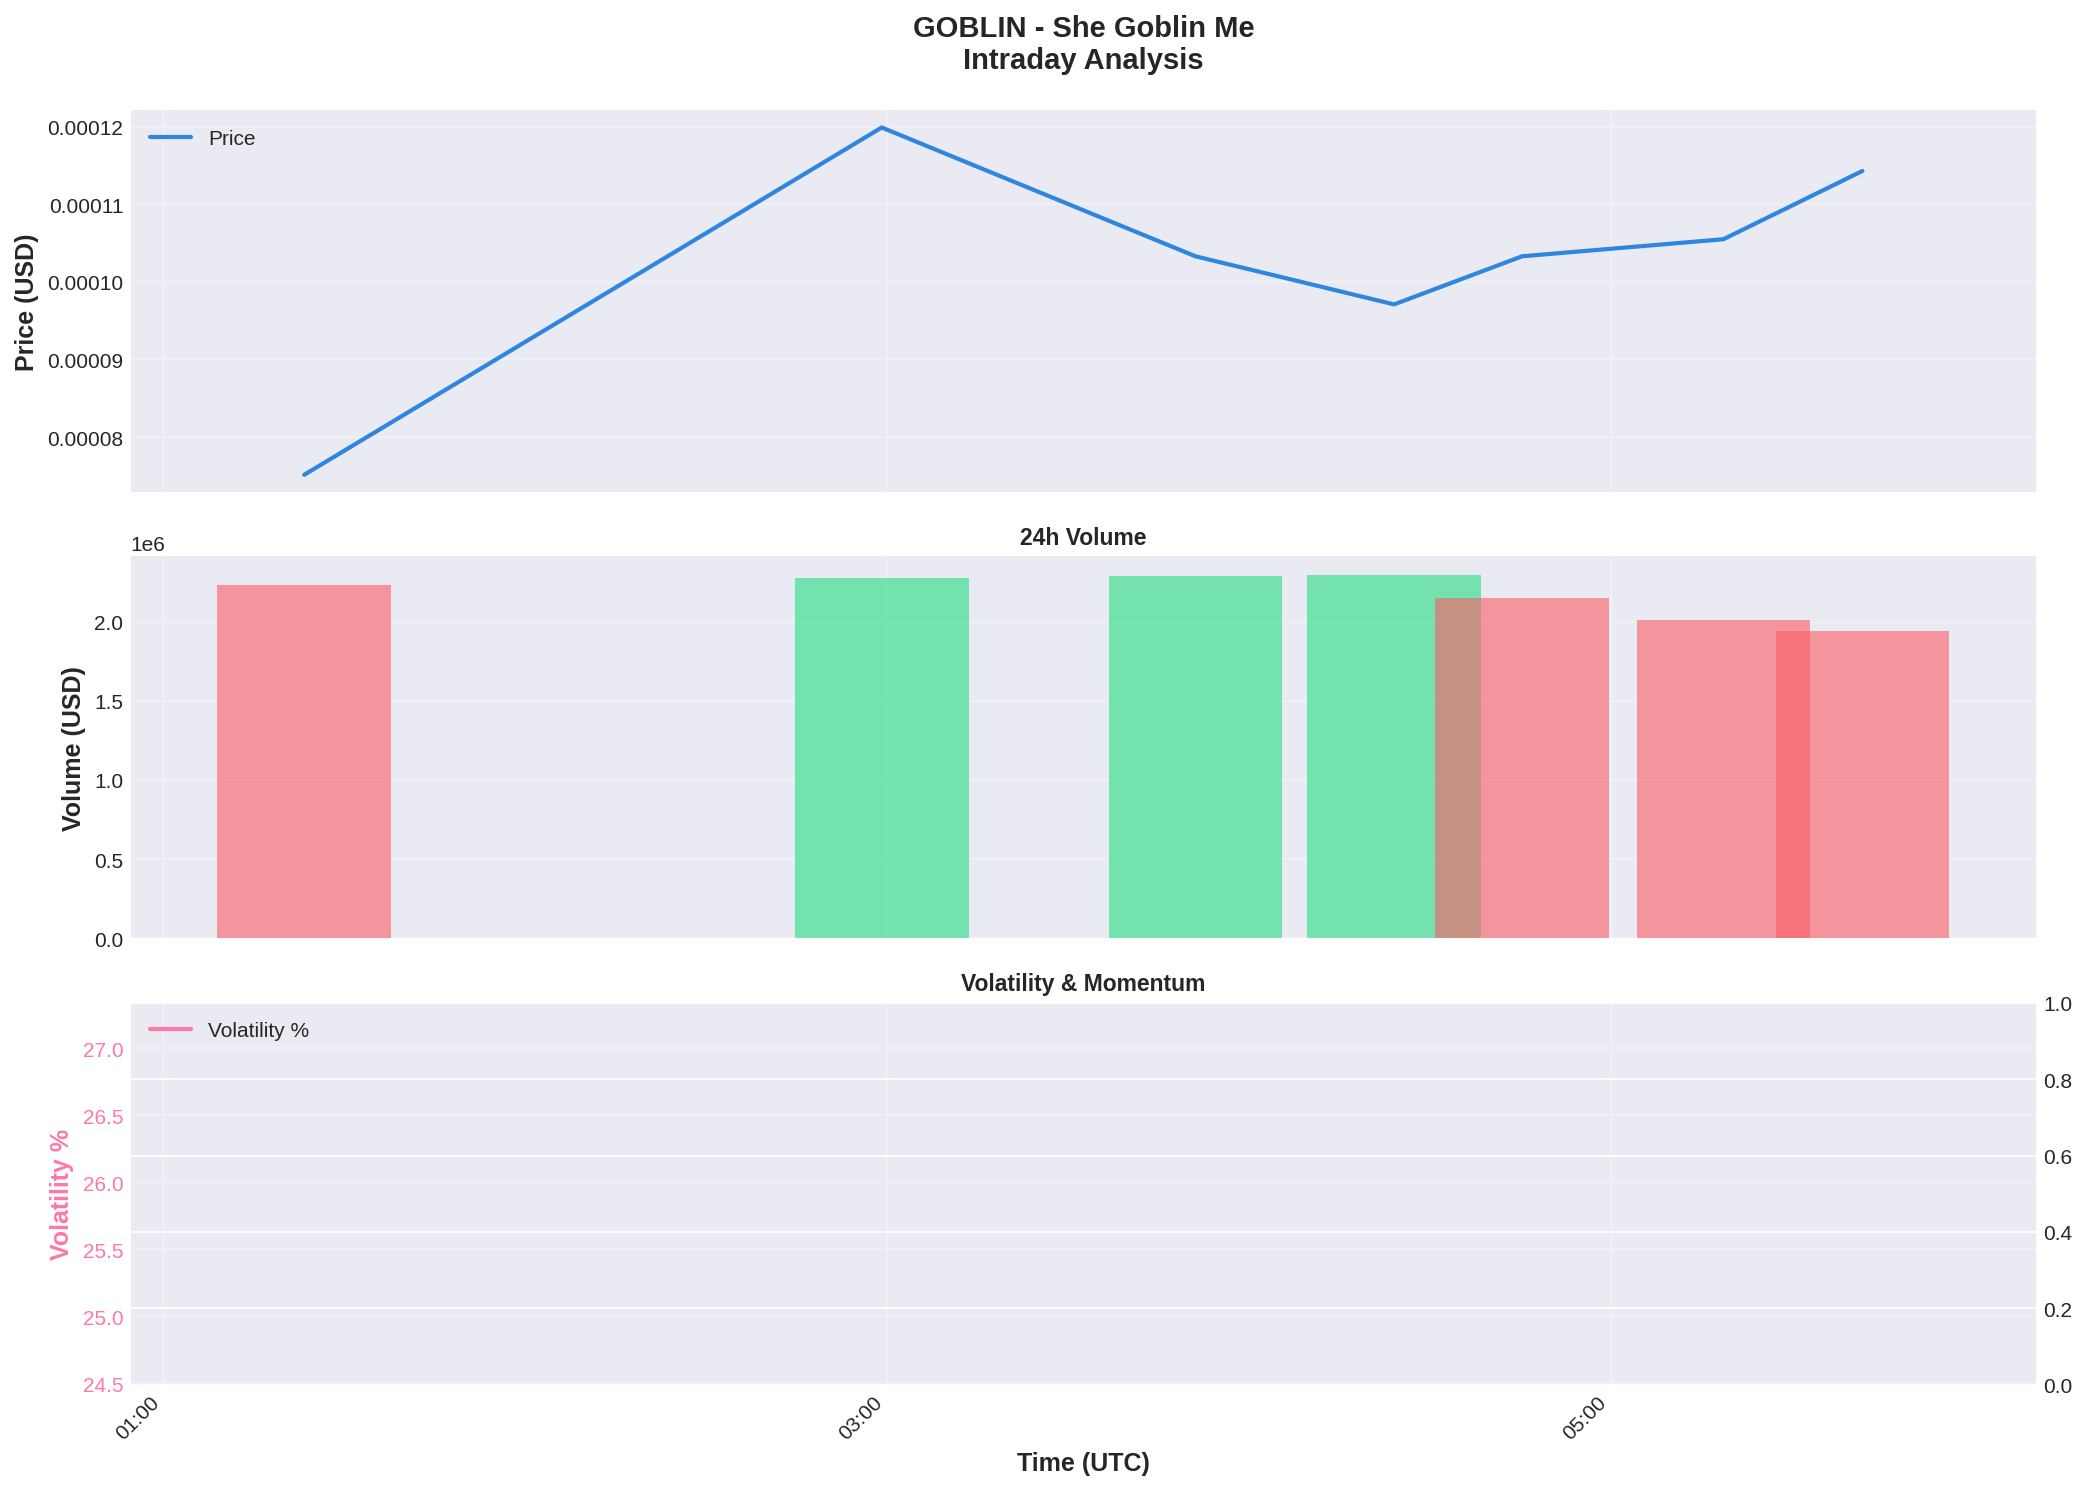 GOBLIN - She Goblin Me
Intraday Analysis
Price
Price (USD)
0.00012
0.00011
0.00010
0.00009
0.00008
24h Volume
1e6
Volume (USD)
2.0
1.5
1.0
0.5
0.0
Volatility & Momentum
Volatility %
Volatility %
27.0
26.5
26.0
25.5
25.0
24.5
1.0
0.8
0.6
0.4
0.2
0.0
01:00
03:00
05:00
Time (UTC)